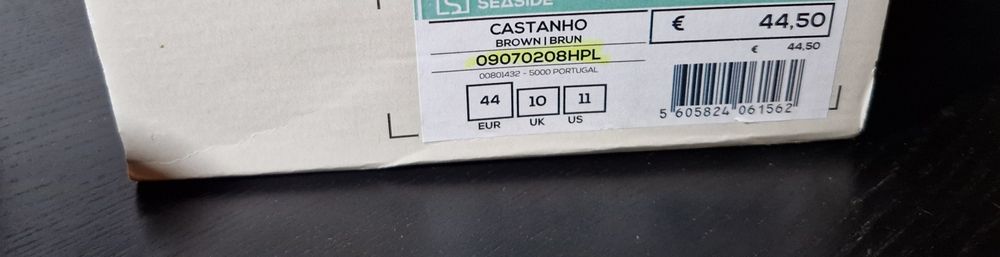 SEASIDE
CASTANHO
BROWN | BRUN
09070208HPL
00801432 - 5000 PORTUGAL
44 10 11
EUR UK US
€ 44,50
€ 44,50
5 605824 061562